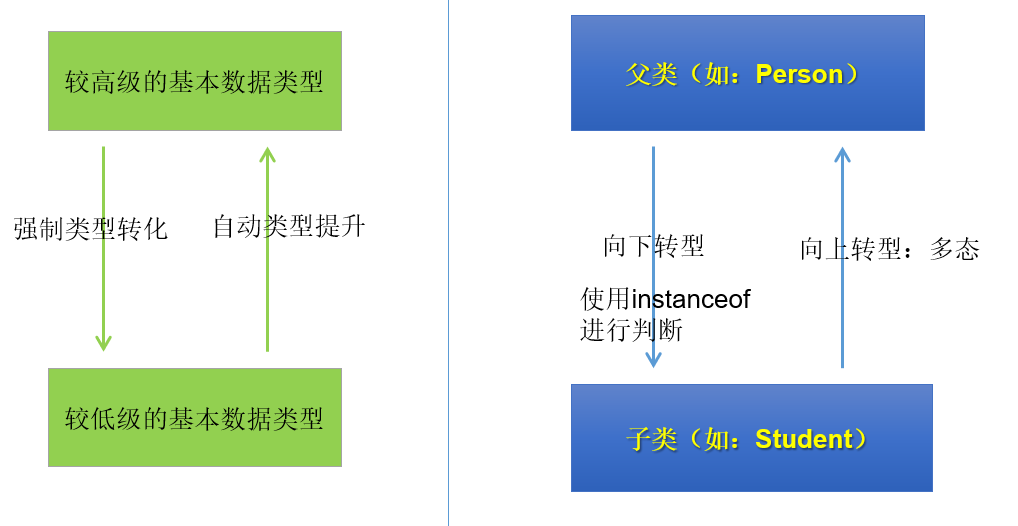 较高级的基本数据类型
强制类型转化
自动类型提升
较低级的基本数据类型
父类（如：Person）
向下转型
使用instanceof
进行判断
向上转型：多态
子类（如：Student）